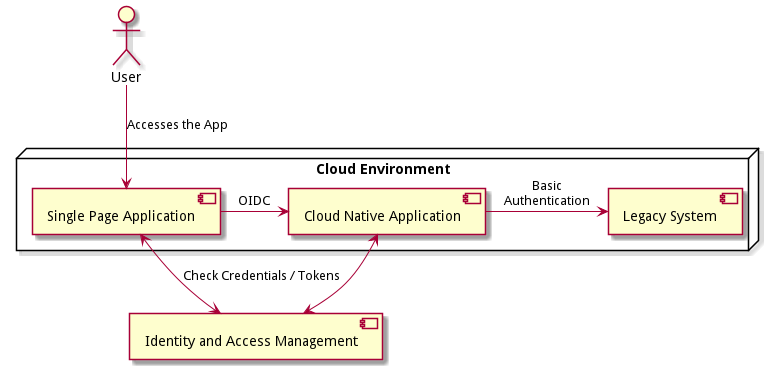 User
Accesses the App
Cloud Environment
Single Page Application
OIDC
Cloud Native Application
Basic
Authentication
Legacy System
Check Credentials / Tokens
Identity and Access Management